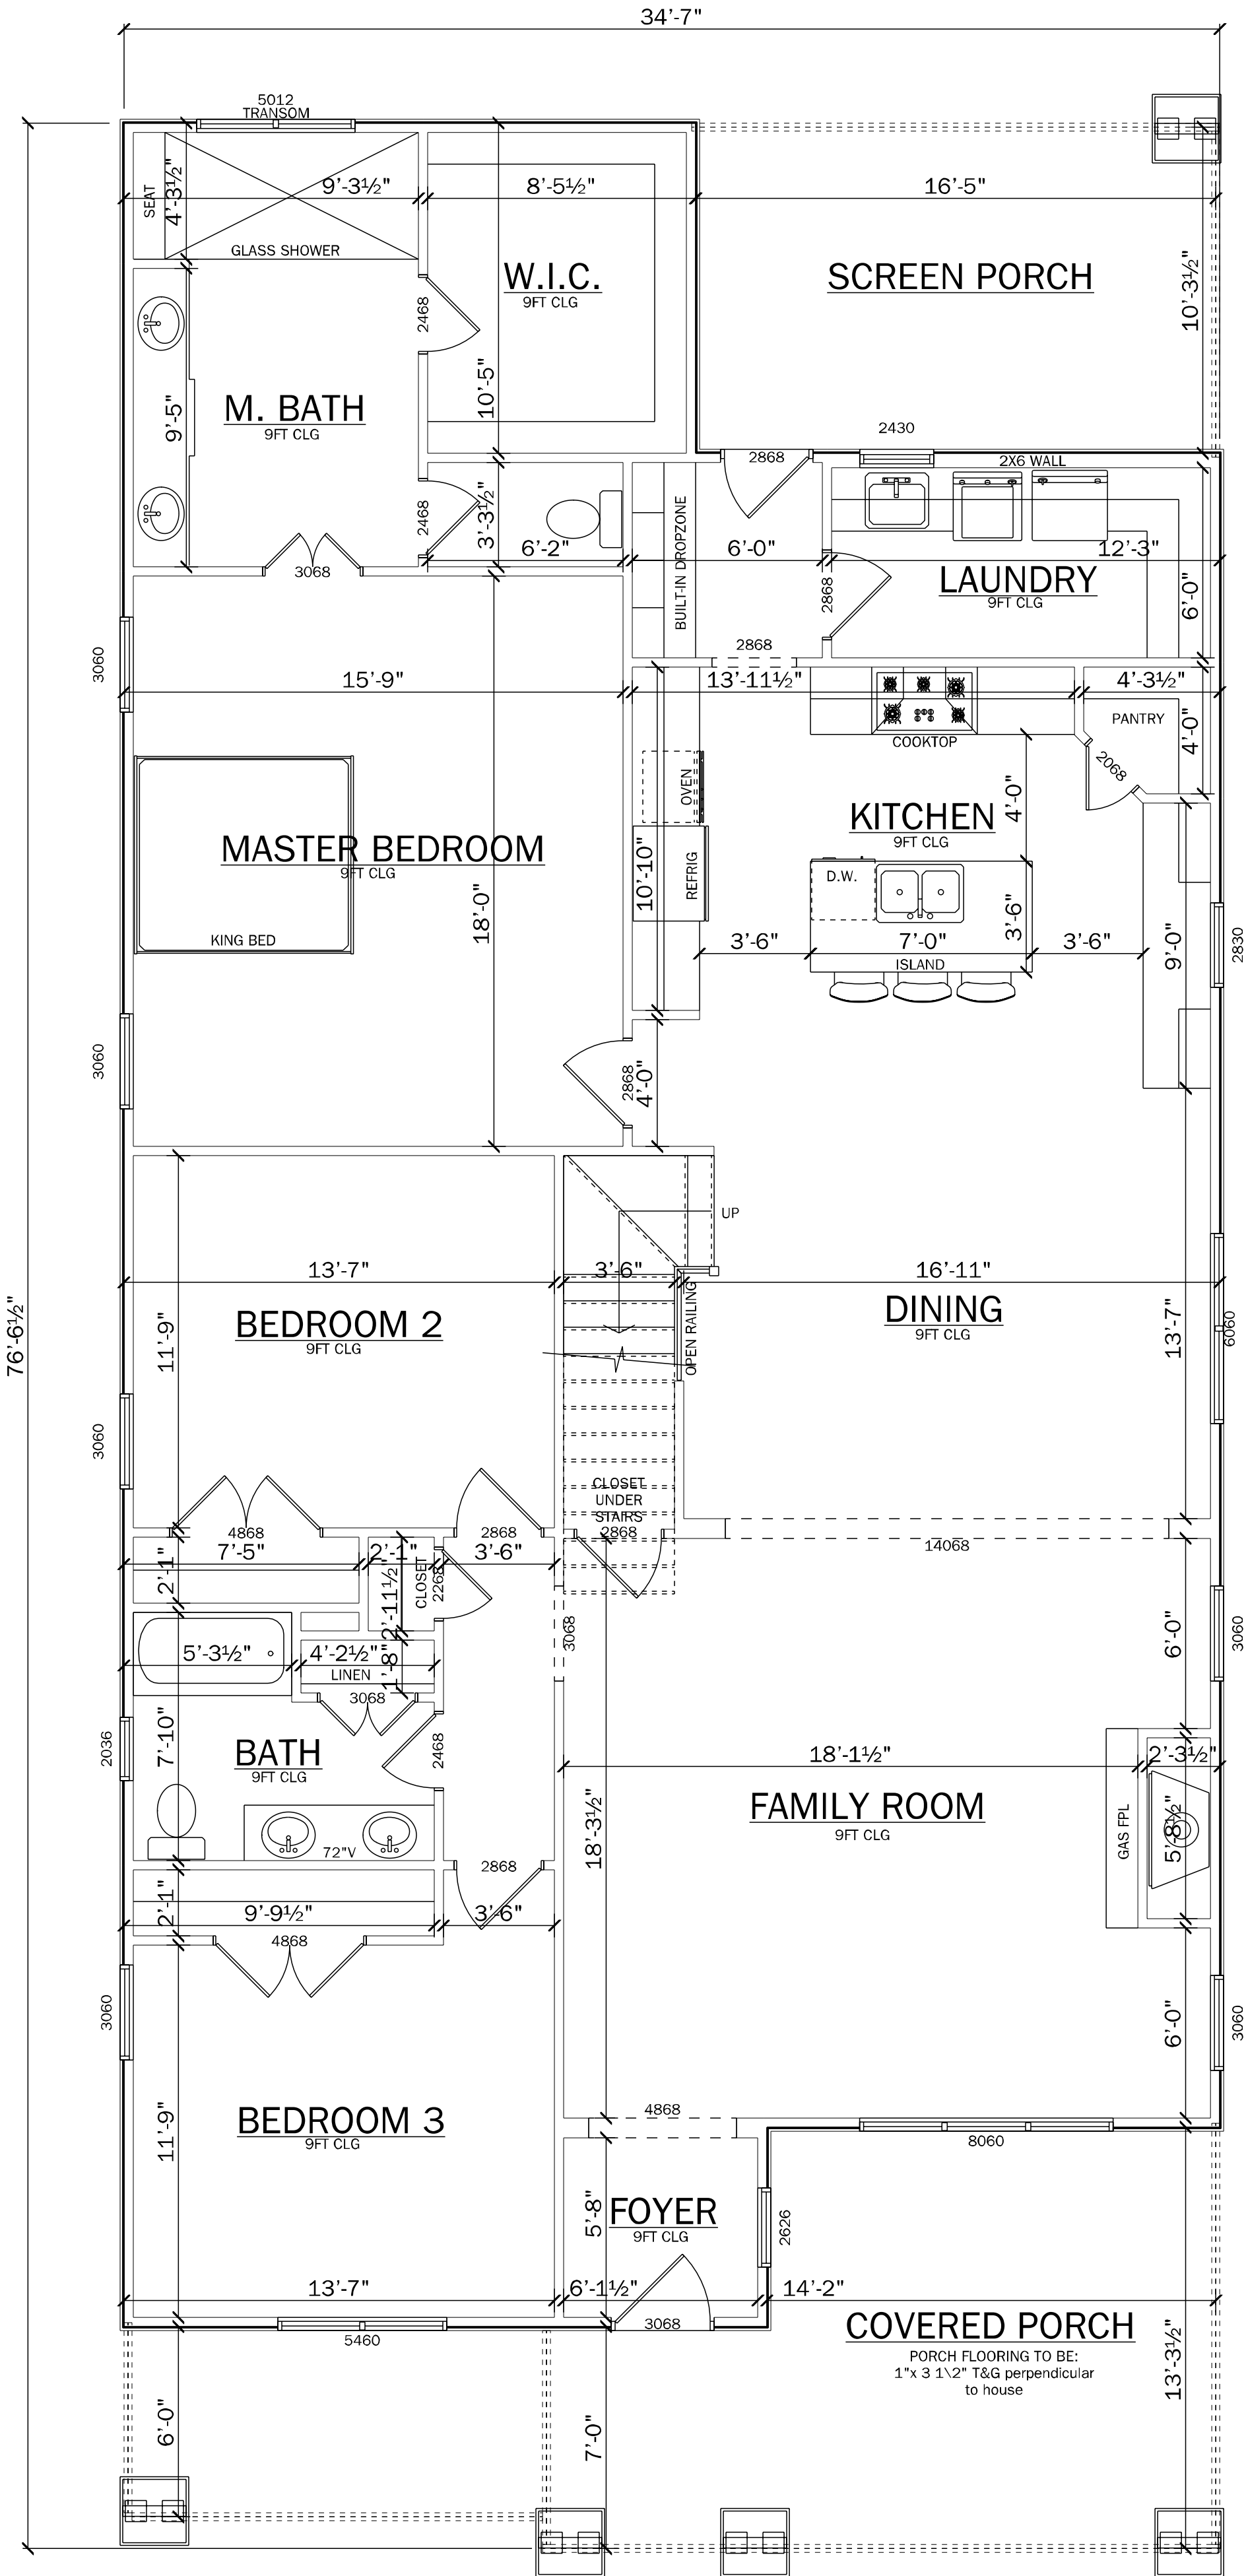 34'-7"
5012
TRANSOM
SEAT
4'-3½"
9'-3½"
8'-5½"
16'-5"
GLASS SHOWER
W.I.C.
9FT CLG
SCREEN PORCH
10'-3½"
2468
10'-5"
M. BATH
9FT CLG
9'-5"
2430
2868
2X6 WALL
2468
3'-3½"
BUILT-IN DROPZONE
6'-2"
6'-0"
12'-3"
3068
LAUNDRY
9FT CLG
2868
6'-0"
2868
3060
15'-9"
13'-11½"
4'-3½"
PANTRY
4'-0"
COOKTOP
2068
OVEN
4'-0"
KITCHEN
9FT CLG
MASTER BEDROOM
9FT CLG
10'-10"
REFRIG
D.W.
18'-0"
3'-6"
KING BED
3'-6"
7'-0"
3'-6"
9'-0"
2830
ISLAND
3060
2868
4'-0"
UP
13'-7"
3'-6"
16'-11"
76'-6½"
11'-9"
BEDROOM 2
9FT CLG
OPEN RAILING
DINING
9FT CLG
13'-7"
6060
3060
CLOSET
UNDER
STAIRS
4868
2868
2868
14068
7'-5"
2'-1"
3'-6"
2'-1"
2'-11½"
CLOSET
2268
3068
6'-0"
3060
5'-3½"
4'-2½"
1'-8"
LINEN
3068
2036
7'-10"
BATH
9FT CLG
2468
18'-1½"
2'-3½"
FAMILY ROOM
9FT CLG
18'-3½"
GAS FPL
5'-8½"
72"V
2868
2'-1"
9'-9½"
3'-6"
4868
3060
6'-0"
3060
11'-9"
BEDROOM 3
9FT CLG
4868
8060
5'-8"
FOYER
9FT CLG
2626
13'-7"
6'-1½"
14'-2"
5460
3068
COVERED PORCH
PORCH FLOORING TO BE:
1"x 3 1\2" T&G perpendicular
to house
13'-3½"
6'-0"
7'-0"